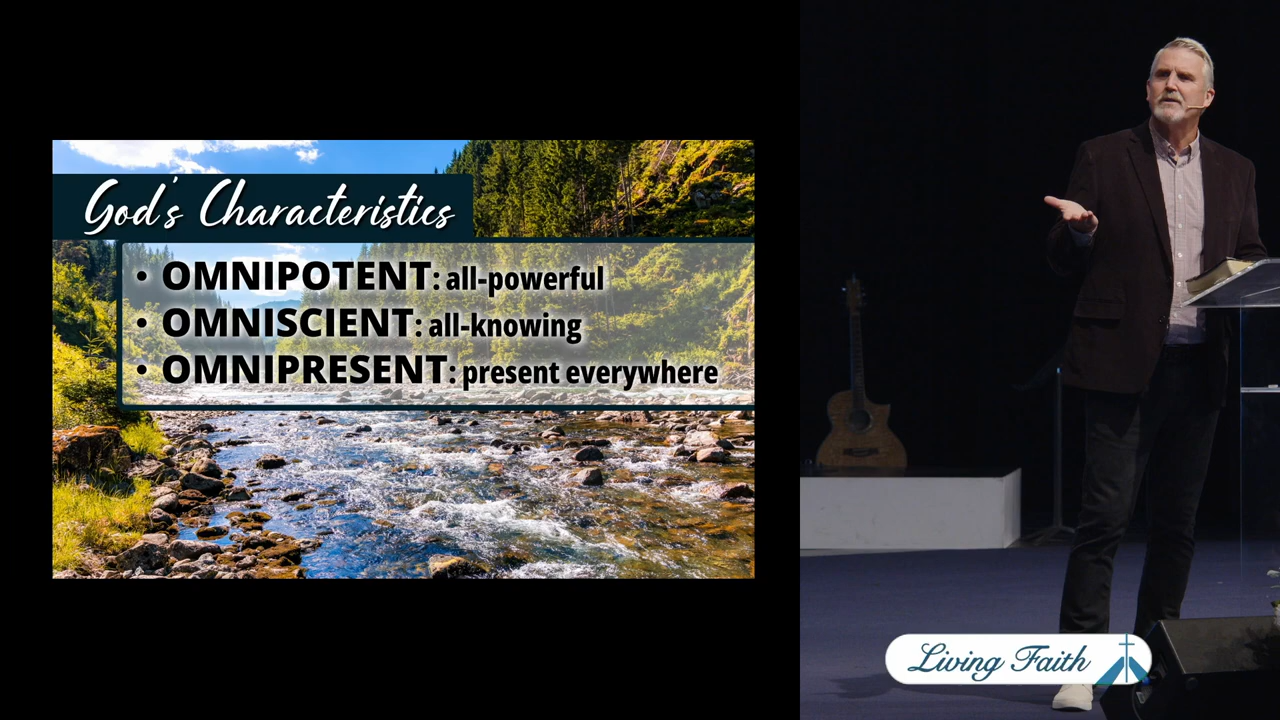 God's Characteristics
• OMNIPOTENT: all-powerful
• OMNISCIENT: all-knowing
• OMNIPRESENT: present everywhere
Living Faith